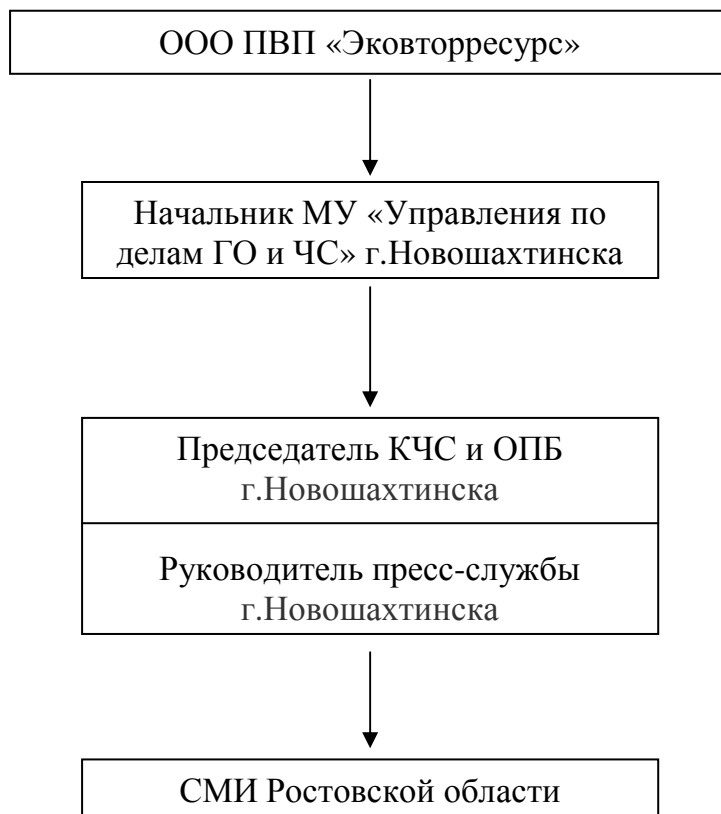 ООО ПВП «Эковторресурс»
Начальник МУ «Управления по
делам ГО и ЧС» г.Новошахтинска
Председатель КЧС и ОПБ
г.Новошахтинска
Руководитель пресс-службы
г.Новошахтинска
СМИ Ростовской области